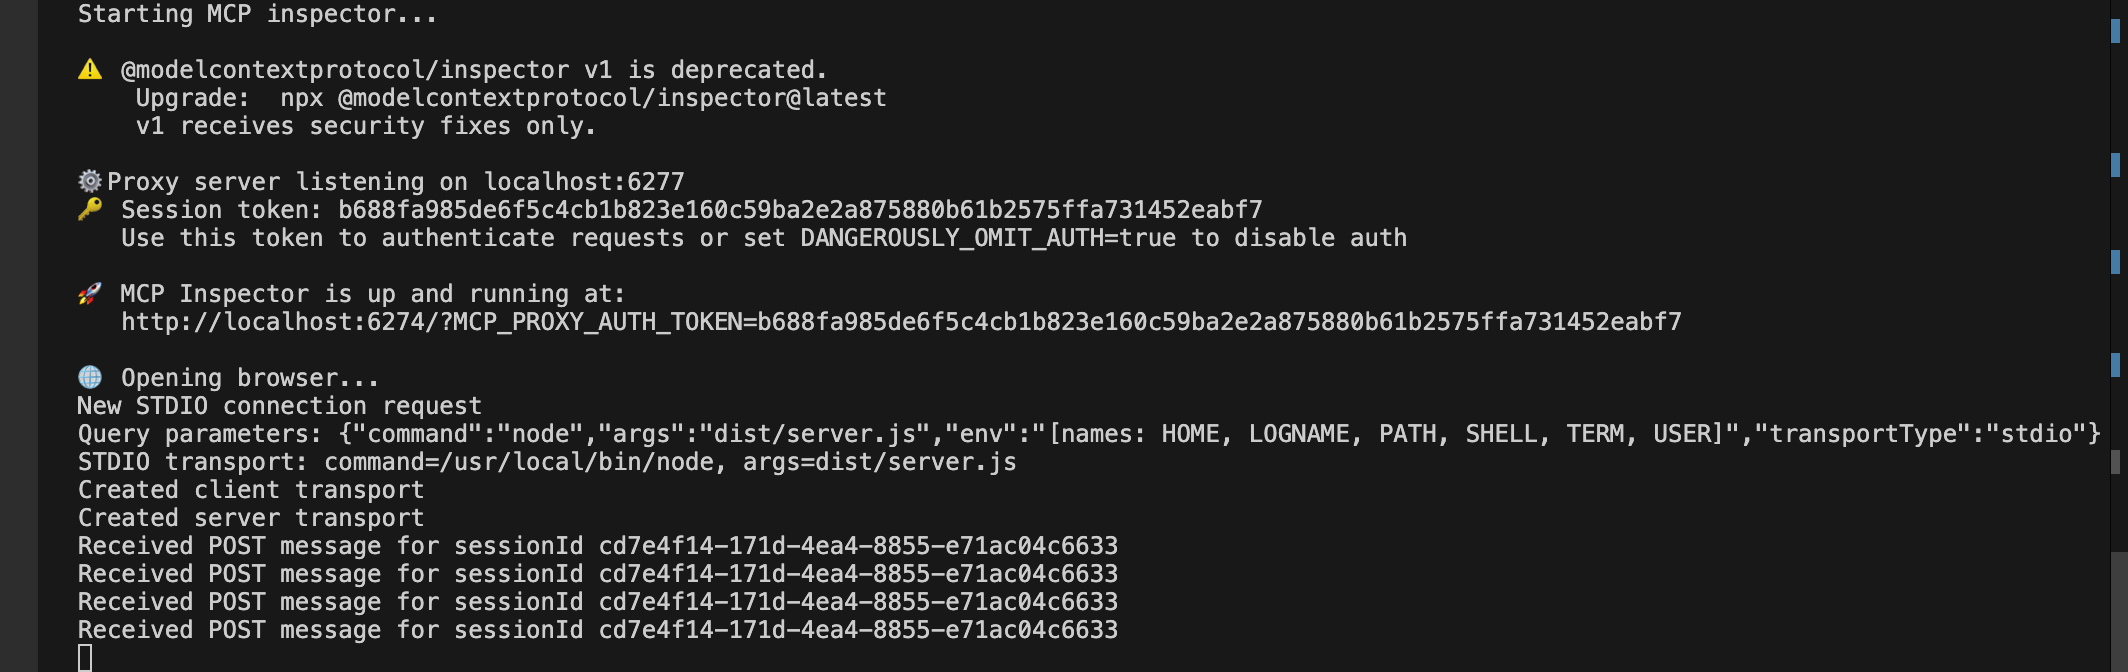 Starting MCP inspector...
⚠️ @modelcontextprotocol/inspector v1 is deprecated.
Upgrade:  npx @modelcontextprotocol/inspector@latest
v1 receives security fixes only.
⚙️Proxy server listening on localhost:6277
🔑 Session token: b688fa985de6f5c4cb1b823e160c59ba2e2a875880b61b2575ffa731452eabf7
Use this token to authenticate requests or set DANGEROUSLY_OMIT_AUTH=true to disable auth
🚀 MCP Inspector is up and running at:
http://localhost:6274/?MCP_PROXY_AUTH_TOKEN=b688fa985de6f5c4cb1b823e160c59ba2e2a875880b61b2575ffa731452eabf7
🌐 Opening browser...
New STDIO connection request
Query parameters: {"command":"node","args":"dist/server.js","env":"[names: HOME, LOGNAME, PATH, SHELL, TERM, USER]","transportType":"stdio"}
STDIO transport: command=/usr/local/bin/node, args=dist/server.js
Created client transport
Created server transport
Received POST message for sessionId cd7e4f14-171d-4ea4-8855-e71ac04c6633
Received POST message for sessionId cd7e4f14-171d-4ea4-8855-e71ac04c6633
Received POST message for sessionId cd7e4f14-171d-4ea4-8855-e71ac04c6633
Received POST message for sessionId cd7e4f14-171d-4ea4-8855-e71ac04c6633